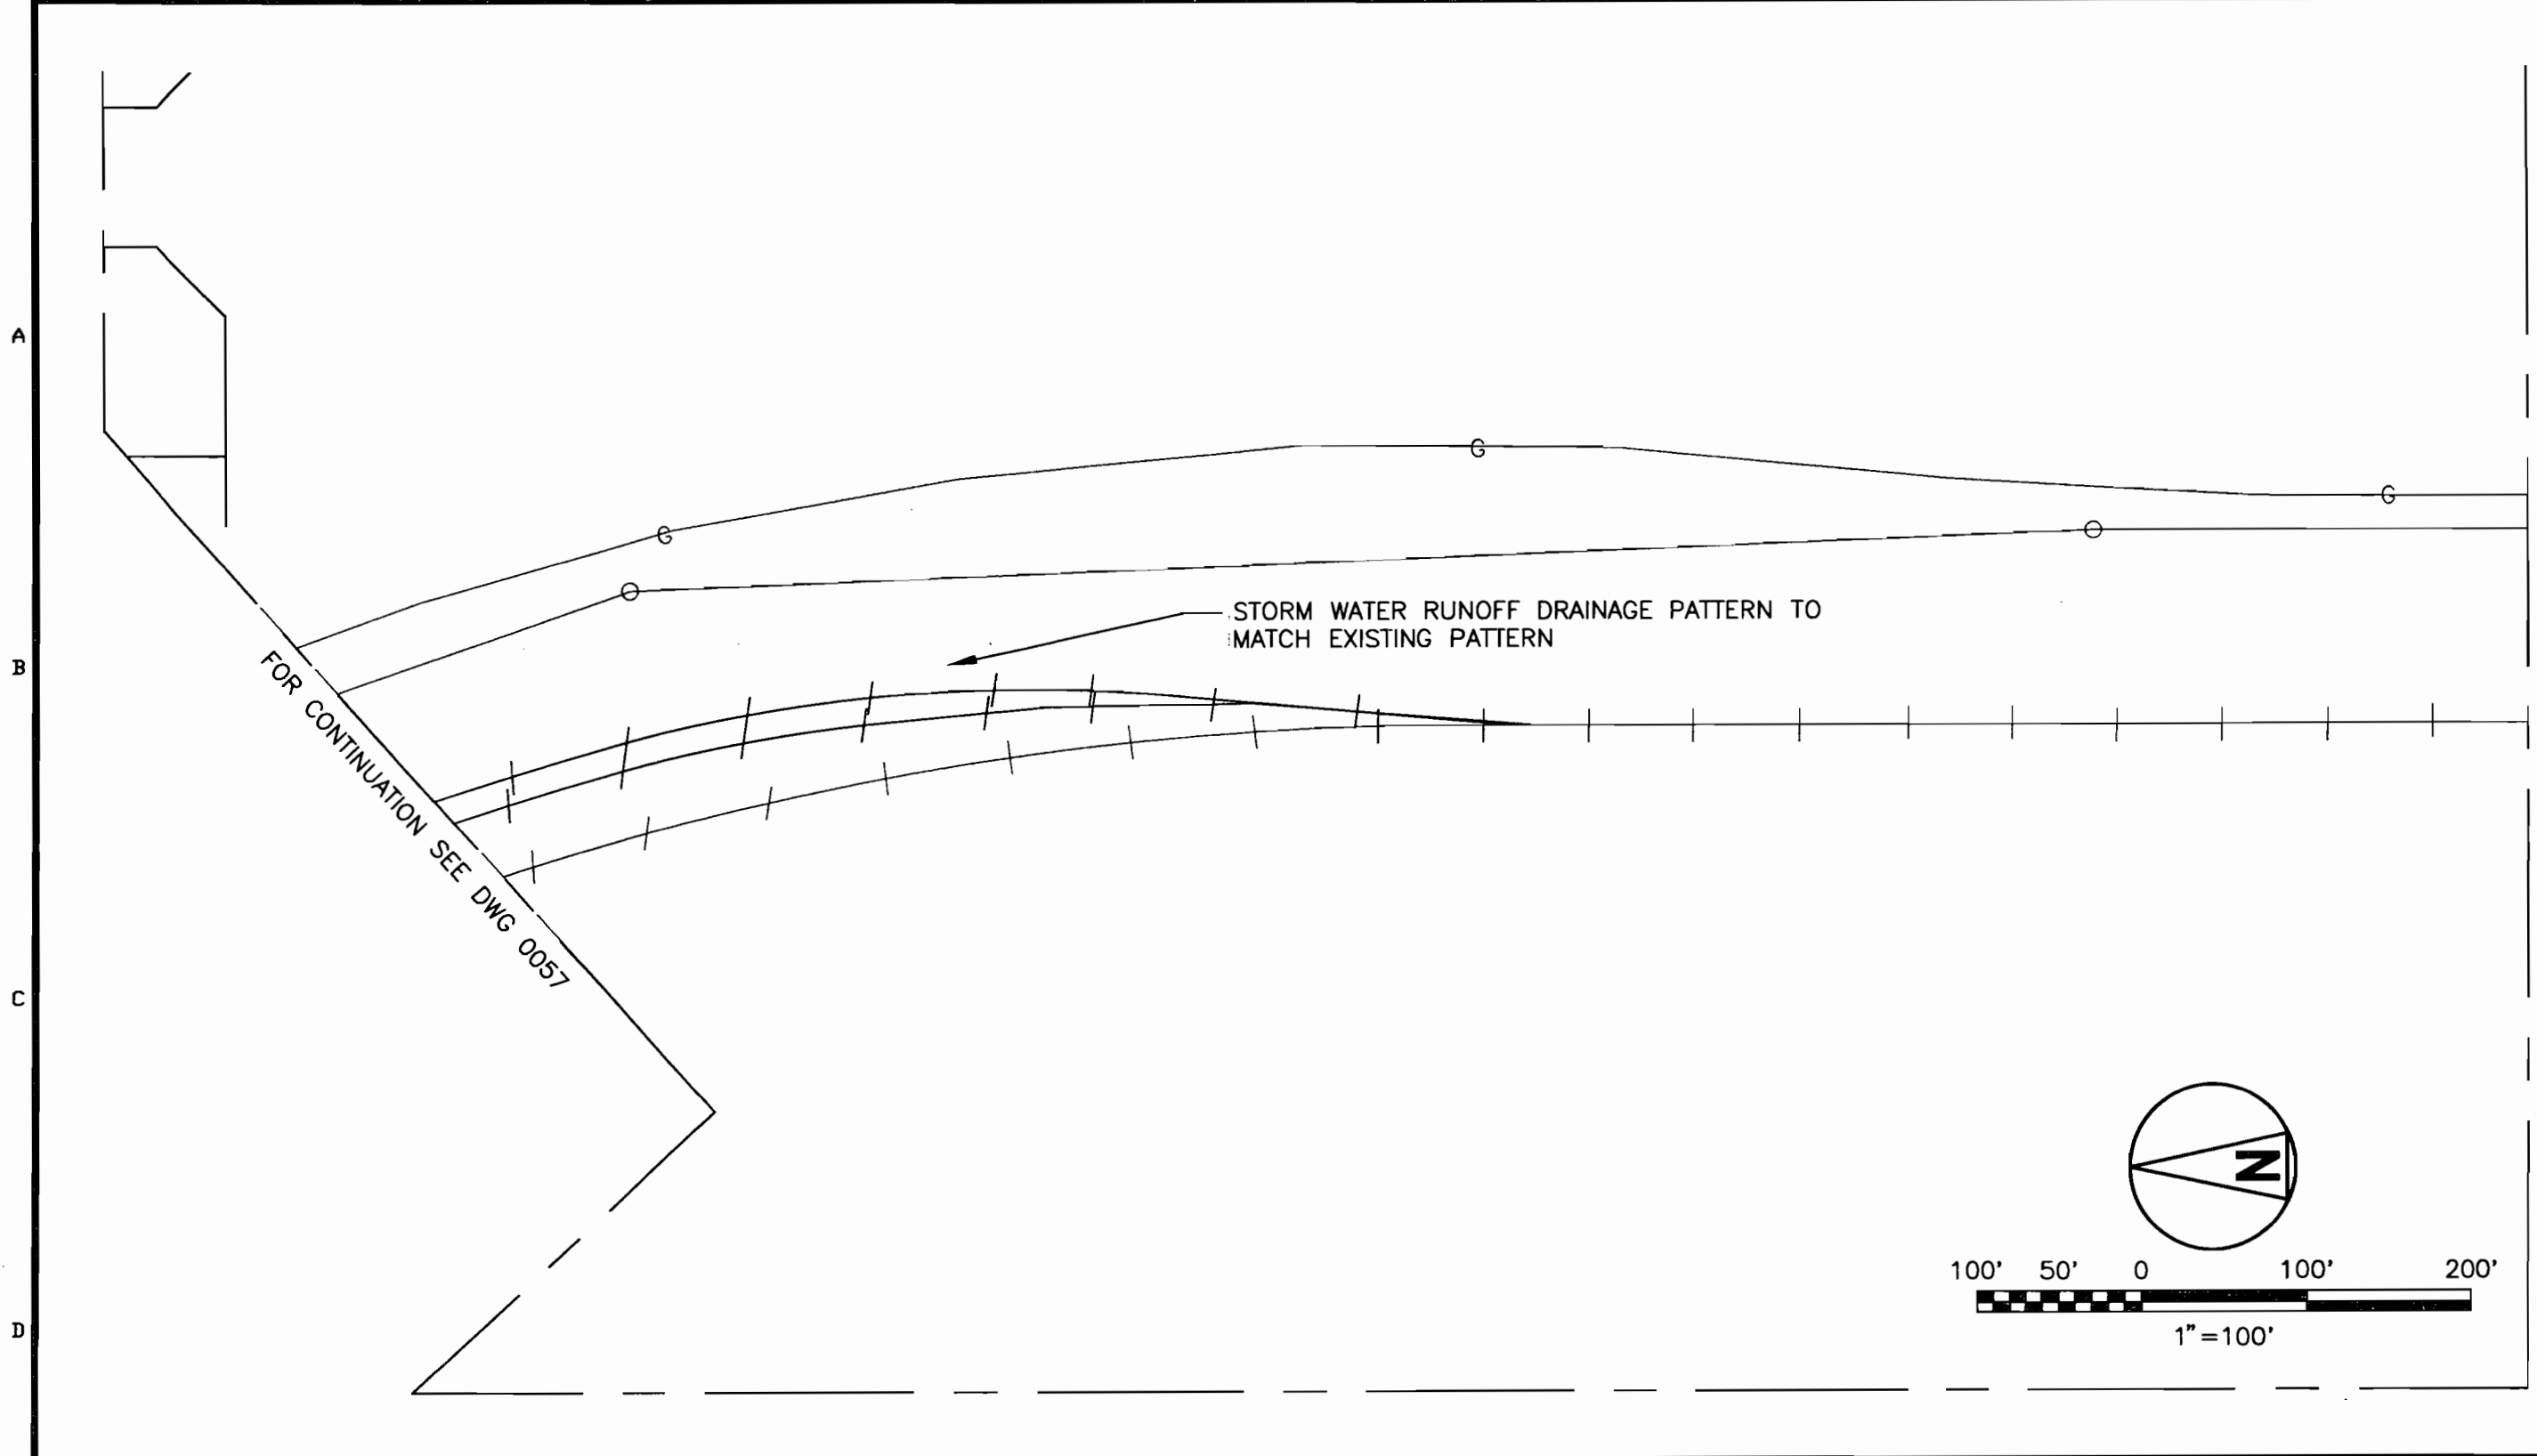 A
G
G
G
STORM WATER RUNOFF DRAINAGE PATTERN TO
MATCH EXISTING PATTERN
B
FOR CONTINUATION SEE DWG 0057
C
N
100' 50' 0 100' 200'
D
1"=100'